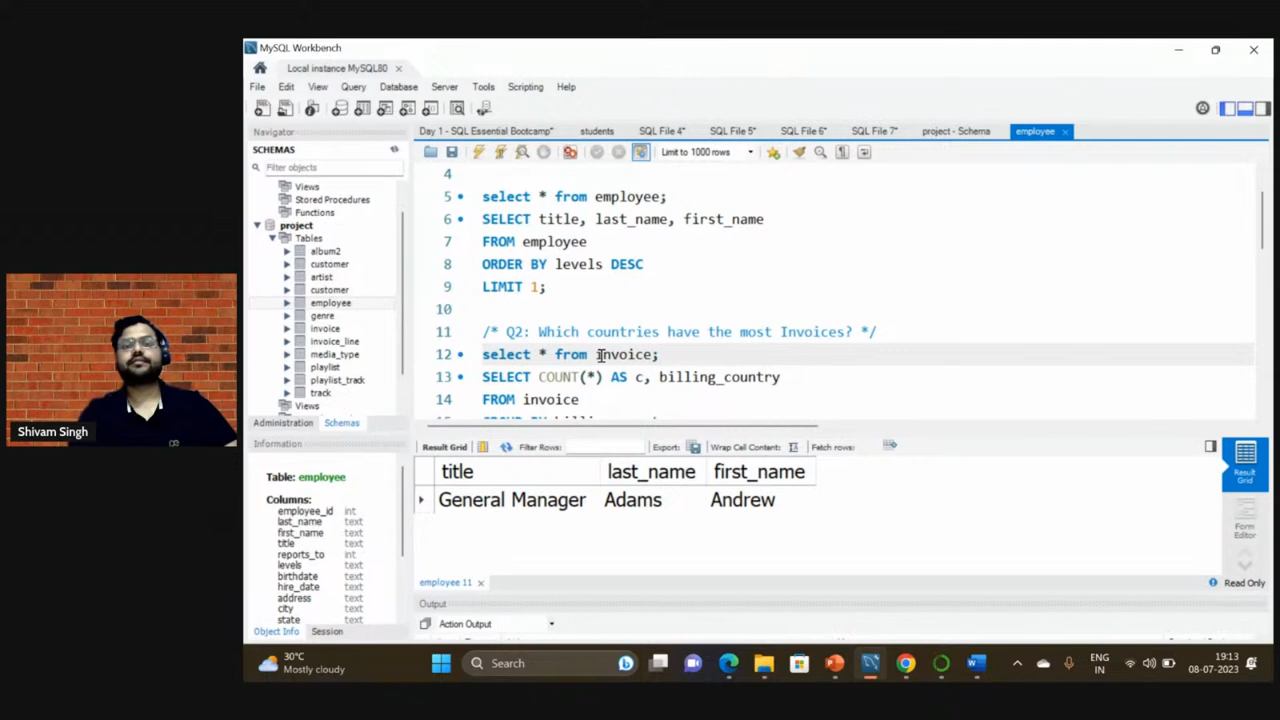 MySQL Workbench
Local instance MySQL80
File Edit View Query Database Server Tools Scripting Help
Navigator
Day 1 - SQL Essential Bootcamp* students SQL File 4* SQL File 5* SQL File 6* SQL File 7* project - Schema employee
SCHEMAS
Limit to 1000 rows
Filter objects
Views
Stored Procedures
Functions
project
Tables
album2
customer
artist
customer
employee
genre
invoice
invoice_line
media_type
playlist
playlist_track
track
Views
Administration Schemas
Information
Table: employee
Columns:
employee_id int
last_name text
first_name text
title text
reports_to int
levels text
birthdate text
hire_date text
address text
city text
state text
Object Info Session
4
5 select * from employee;
6 SELECT title, last_name, first_name
7 FROM employee
8 ORDER BY levels DESC
9 LIMIT 1;
10
11 /* Q2: Which countries have the most Invoices? */
12 select * from invoice;
13 SELECT COUNT(*) AS c, billing_country
14 FROM invoice
Result Grid Filter Rows: Export: Wrap Cell Content: Fetch rows:
title last_name first_name
General Manager Adams Andrew
Result Grid
Form Editor
employee 11
Read Only
Output
Action Output
Shivam Singh
30°C
Mostly cloudy
Search
ENG
IN
19:13
08-07-2023